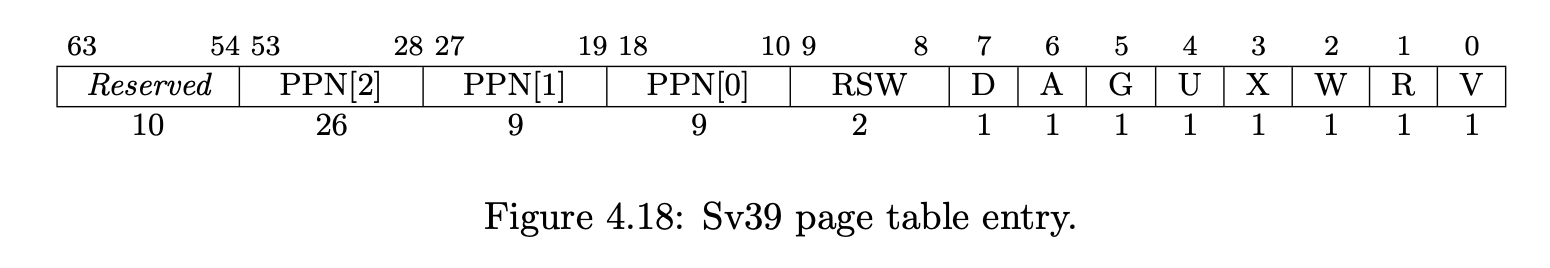 63 54 53 28 27 19 18 10 9 8 7 6 5 4 3 2 1 0
Reserved PPN[2] PPN[1] PPN[0] RSW D A G U X W R V
10 26 9 9 2 1 1 1 1 1 1 1 1
Figure 4.18: Sv39 page table entry.